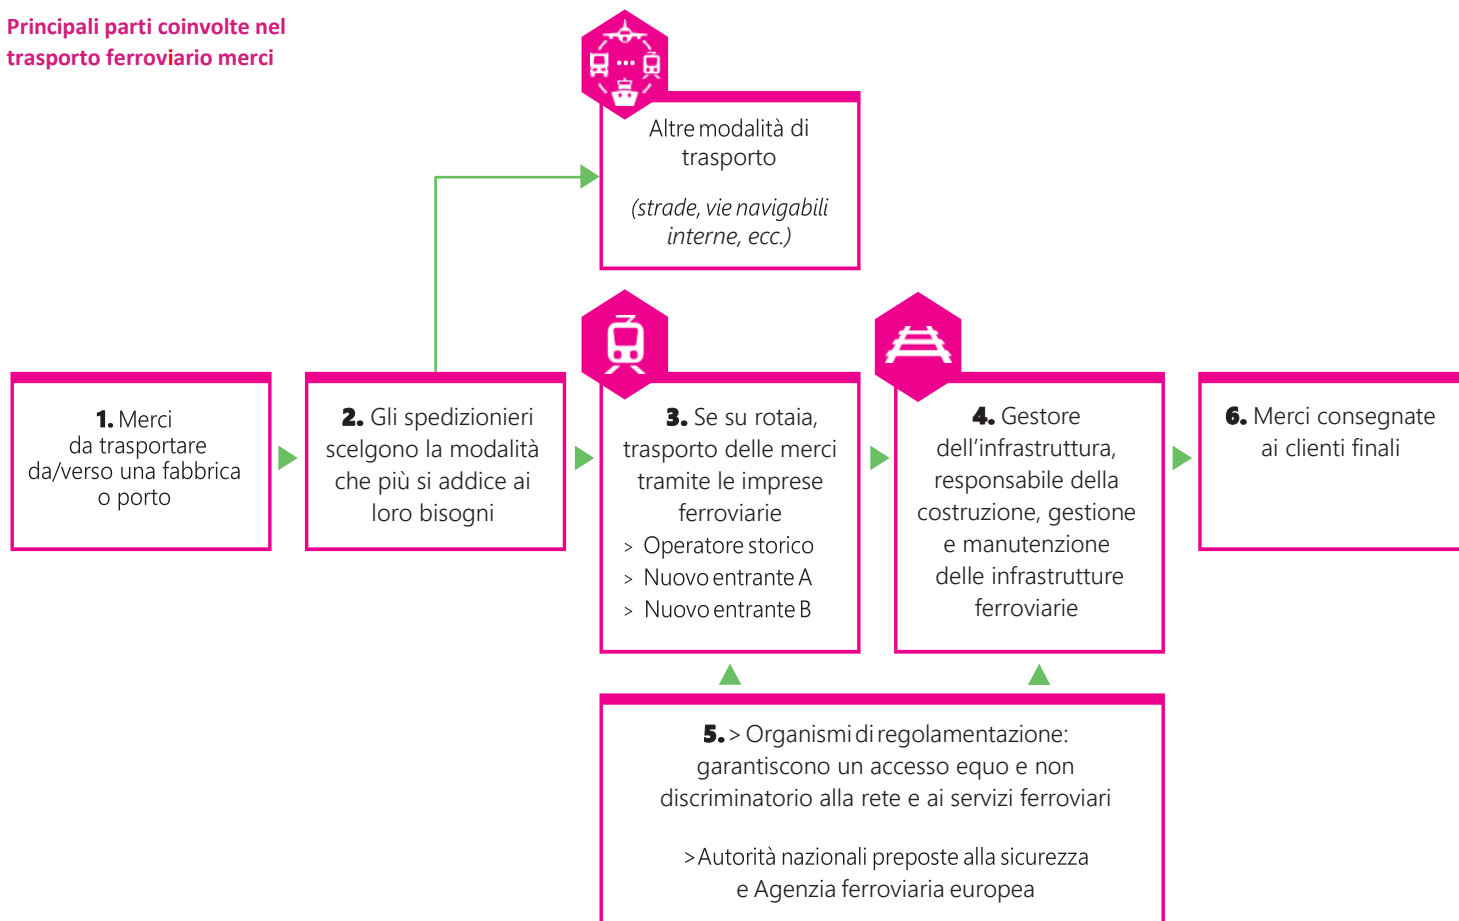 Principali parti coinvolte nel
trasporto ferroviario merci
Altre modalità di
trasporto
(strade, vie navigabili
interne, ecc.)
1. Merci
da trasportare
da/verso una fabbrica
o porto
2. Gli spedizionieri
scelgono la modalità
che più si addice ai
loro bisogni
3. Se su rotaia,
trasporto delle merci
tramite le imprese
ferroviarie
> Operatore storico
> Nuovo entrante A
> Nuovo entrante B
4. Gestore
dell’infrastruttura,
responsabile della
costruzione, gestione
e manutenzione
delle infrastrutture
ferroviarie
6. Merci consegnate
ai clienti finali
5. > Organismi di regolamentazione:
garantiscono un accesso equo e non
discriminatorio alla rete e ai servizi ferroviari
> Autorità nazionali preposte alla sicurezza
e Agenzia ferroviaria europea